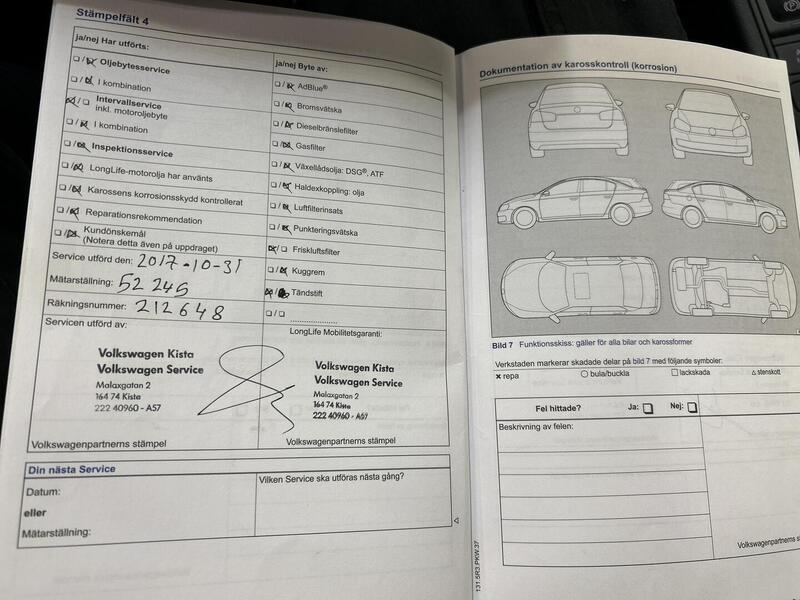 Stämpelfält 4
ja/nej Har utförts:
Oljebytesservice
I kombination
Intervallservice
inkl. motoroljebyte
I kombination
Inspektionsservice
LongLife-motorolja har använts
Karossens korrosionsskydd kontrollerat
Reparationsrekommendation
Kundönskemål
(Notera detta även på uppdraget)
Service utförd den: 2017-10-31
Mätarställning: 52 245
Räkningsnummer: 212648
Servicen utförd av:
Volkswagen Kista
Volkswagen Service
Malaxgatan 2
164 74 Kista
222 40960 - A57
Volkswagenpartnerns stämpel
ja/nej Byte av:
AdBlue®
Bromsvätska
Dieselbränslefilter
Gasfilter
Växellådsolja: DSG®, ATF
Haldexkoppling: olja
Luftfilterinsats
Punkteringsvätska
Friskluftsfilter
Kuggrem
Tändstift
LongLife Mobilitetsgaranti:
Volkswagen Kista
Volkswagen Service
Malaxgatan 2
164 74 Kista
222 40960 - A57
Volkswagenpartnerns stämpel
Din nästa Service
Datum:
eller
Mätarställning:
Vilken Service ska utföras nästa gång?
Dokumentation av karosskontroll (korrosion)
Bild 7 Funktionsskiss: gäller för alla bilar och karossformer
Verkstaden markerar skadade delar på bild 7 med följande symboler:
× repa ○ bula/buckla □ lackskada △ stenskott
Fel hittade? Ja: Nej:
Beskrivning av felen:
Volkswagenpartnerns
131.5R3.PKW.37